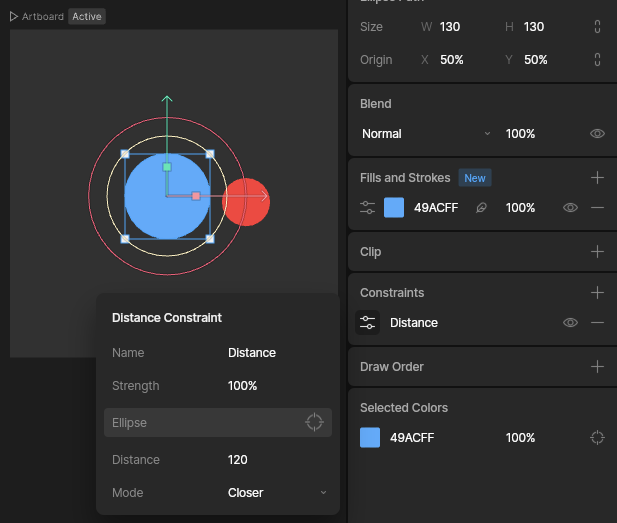 Artboard Active
Ellipse Path
Size W 130 H 130
Origin X 50% Y 50%
Blend
Normal 100%
Fills and Strokes New
49ACFF 100%
Clip
Constraints
Distance
Draw Order
Selected Colors
49ACFF 100%
Distance Constraint
Name Distance
Strength 100%
Ellipse
Distance 120
Mode Closer